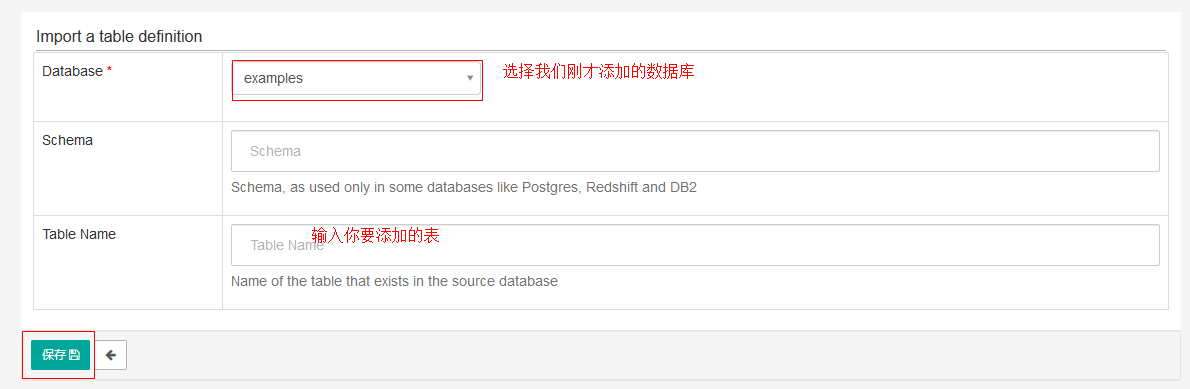 Import a table definition
Database *
examples
选择我们刚才添加的数据库
Schema
Schema
Schema, as used only in some databases like Postgres, Redshift and DB2
Table Name
Table Name
输入你要添加的表
Name of the table that exists in the source database
保存